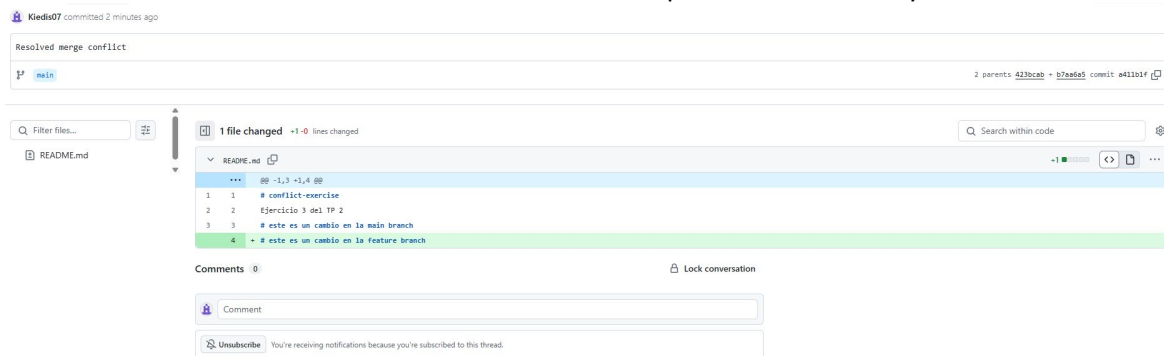 Kiedis07 committed 2 minutes ago
Resolved merge conflict
main
2 parents 423bcab + b7aa6a5 commit a411b1f
Filter files...
README.md
1 file changed +1 -0 lines changed
Search within code
README.md
+1
@@ -1,3 +1,4 @@
1 1 # conflict-exercise
2 2 Ejercicio 3 del TP 2
3 3 # este es un cambio en la main branch
4 + # este es un cambio en la feature branch
Comments 0
Lock conversation
Comment
Unsubscribe You're receiving notifications because you're subscribed to this thread.